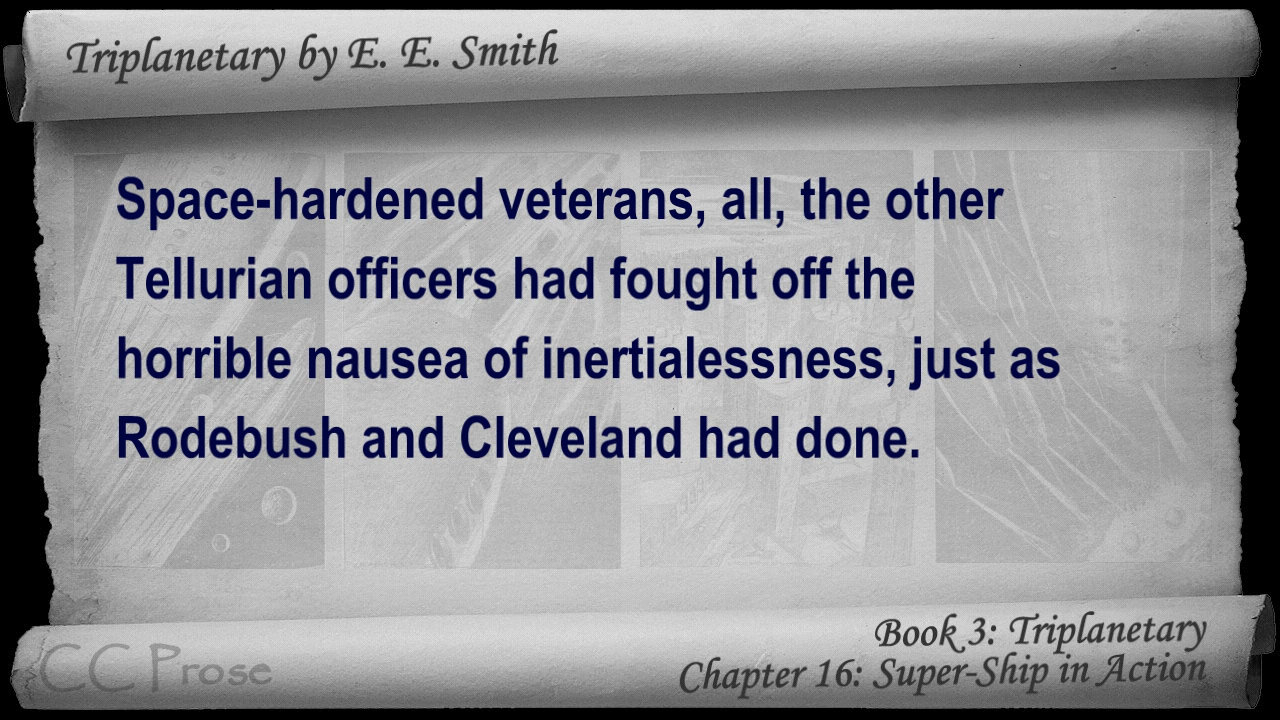 Triplanetary by E. E. Smith
Space-hardened veterans, all, the other
Tellurian officers had fought off the
horrible nausea of inertialessness, just as
Rodebush and Cleveland had done.
Book 3: Triplanetary
Chapter 16: Super-Ship in Action
CC Prose